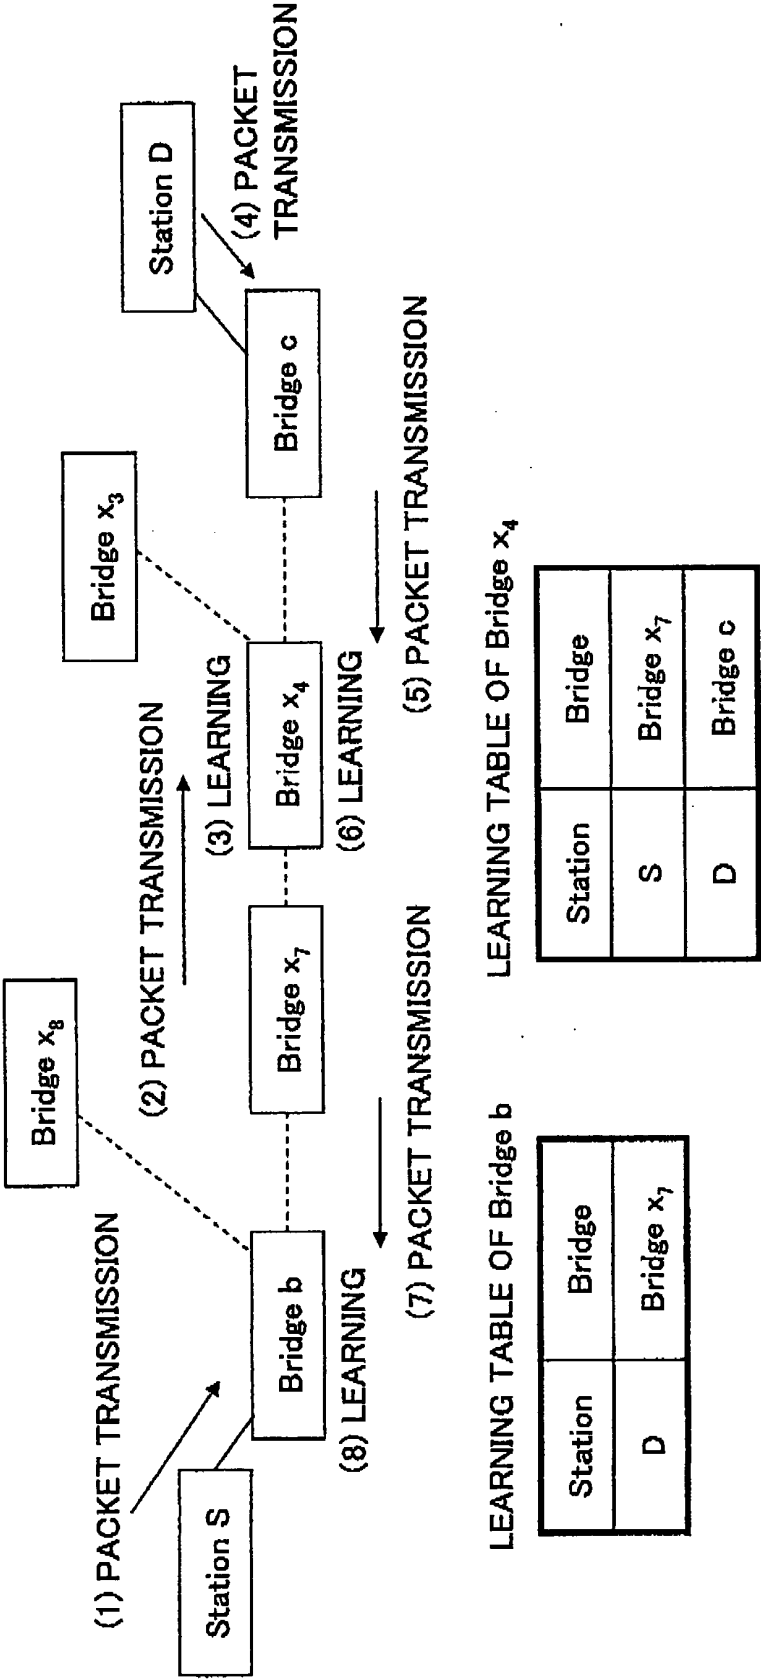 Bridge x8
Bridge x3
Station D
(1) PACKET TRANSMISSION
(2) PACKET TRANSMISSION
(3) LEARNING
(4) PACKET
TRANSMISSION
Station S
Bridge b
Bridge x7
Bridge x4
Bridge c
(8) LEARNING
(6) LEARNING
(7) PACKET TRANSMISSION
(5) PACKET TRANSMISSION
LEARNING TABLE OF Bridge b
Station Bridge
D Bridge x7
LEARNING TABLE OF Bridge x4
Station Bridge
S Bridge x7
D Bridge c